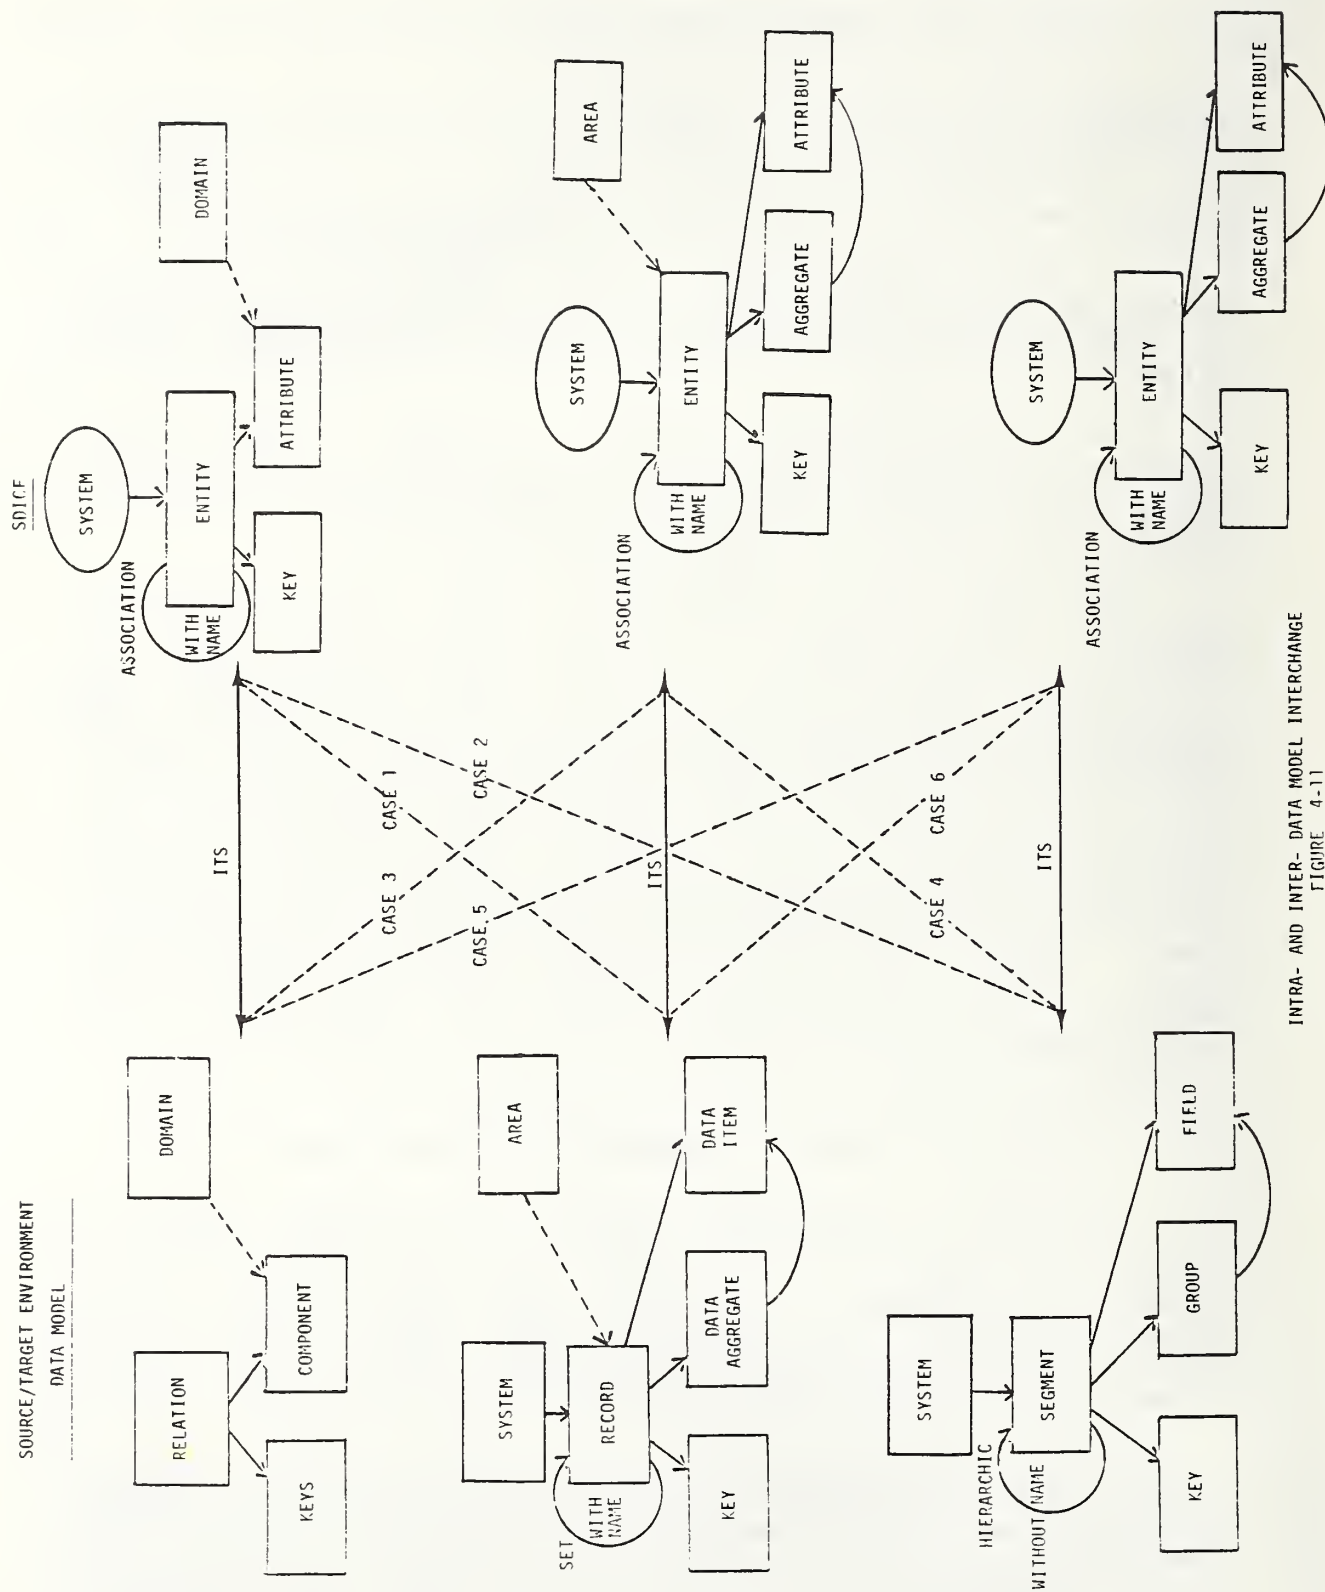 SOURCE/TARGET ENVIRONMENT
DATA MODEL
RELATION
KEYS
COMPONENT
DOMAIN
SYSTEM
AREA
SET
WITH
NAME
RECORD
KEY
DATA
AGGREGATE
DATA
ITEM
SYSTEM
HIERARCHIC
WITHOUT NAME
SEGMENT
KEY
GROUP
FIELD
ITS
CASE 3
CASE 1
CASE 5
CASE 2
ITS
CASE 4
CASE 6
ITS
SDICF
SYSTEM
ASSOCIATION
WITH
NAME
ENTITY
KEY
ATTRIBUTE
DOMAIN
SYSTEM
AREA
ASSOCIATION
WITH
NAME
ENTITY
KEY
AGGREGATE
ATTRIBUTE
SYSTEM
ASSOCIATION
WITH
NAME
ENTITY
KEY
AGGREGATE
ATTRIBUTE
INTRA- AND INTER- DATA MODEL INTERCHANGE
FIGURE 4-11